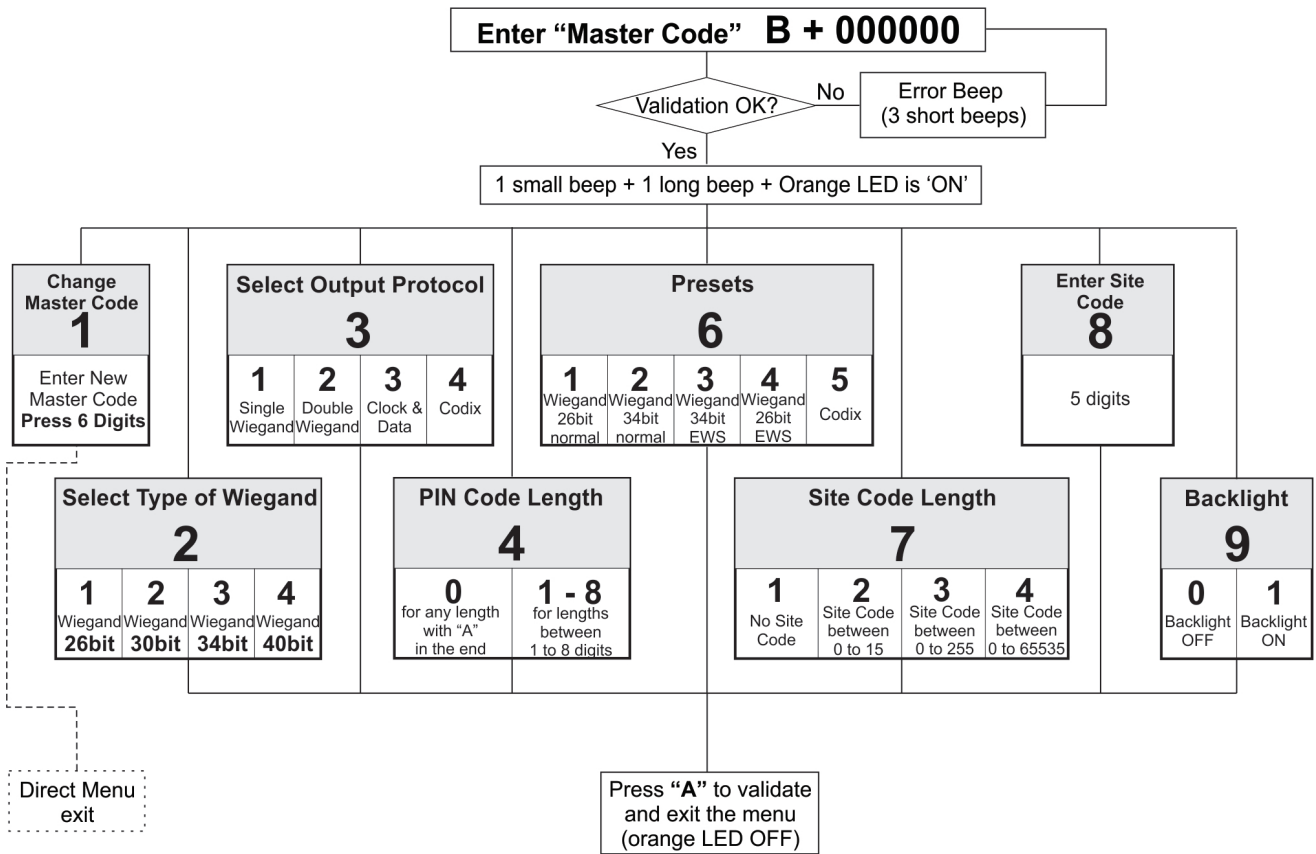 Enter “Master Code” B + 000000
Validation OK?
No
Error Beep
(3 short beeps)
Yes
1 small beep + 1 long beep + Orange LED is ‘ON’
Change
Master Code
1
Enter New
Master Code
Press 6 Digits
Select Output Protocol
3
1
Single
Wiegand
2
Double
Wiegand
3
Clock &
Data
4
Codix
Presets
6
1
Wiegand
26bit
normal
2
Wiegand
34bit
normal
3
Wiegand
34bit
EWS
4
Wiegand
26bit
EWS
5
Codix
Enter Site
Code
8
5 digits
Select Type of Wiegand
2
1
Wiegand
26bit
2
Wiegand
30bit
3
Wiegand
34bit
4
Wiegand
40bit
PIN Code Length
4
0
for any length
with “A”
in the end
1 - 8
for lengths
between
1 to 8 digits
Site Code Length
7
1
No Site
Code
2
Site Code
between
0 to 15
3
Site Code
between
0 to 255
4
Site Code
between
0 to 65535
Backlight
9
0
Backlight
OFF
1
Backlight
ON
Direct Menu
exit
Press “A” to validate
and exit the menu
(orange LED OFF)